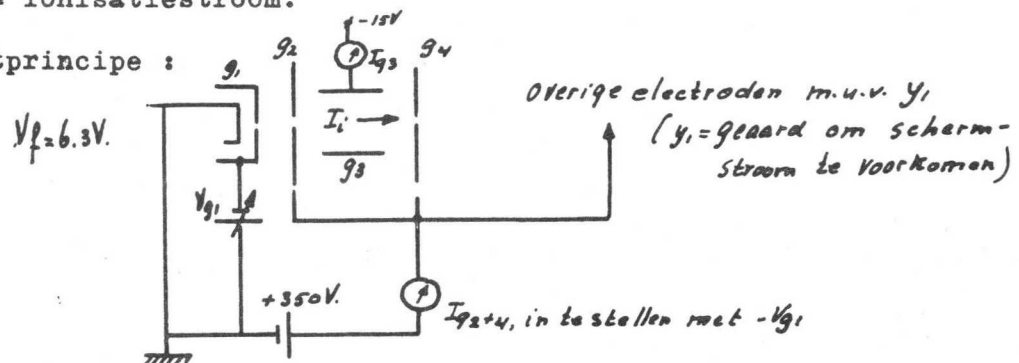 ionisatiestroom.
-15V
g2
Ig3
g4
tprincipe :
g1
Vf=6.3V.
Ii →
g3
Vg1
overige electroden m.u.v. y1
(y1=geaard om scherm-
stroom te voorkomen)
+350V.
Ig2+4, in te stellen met -Vg1